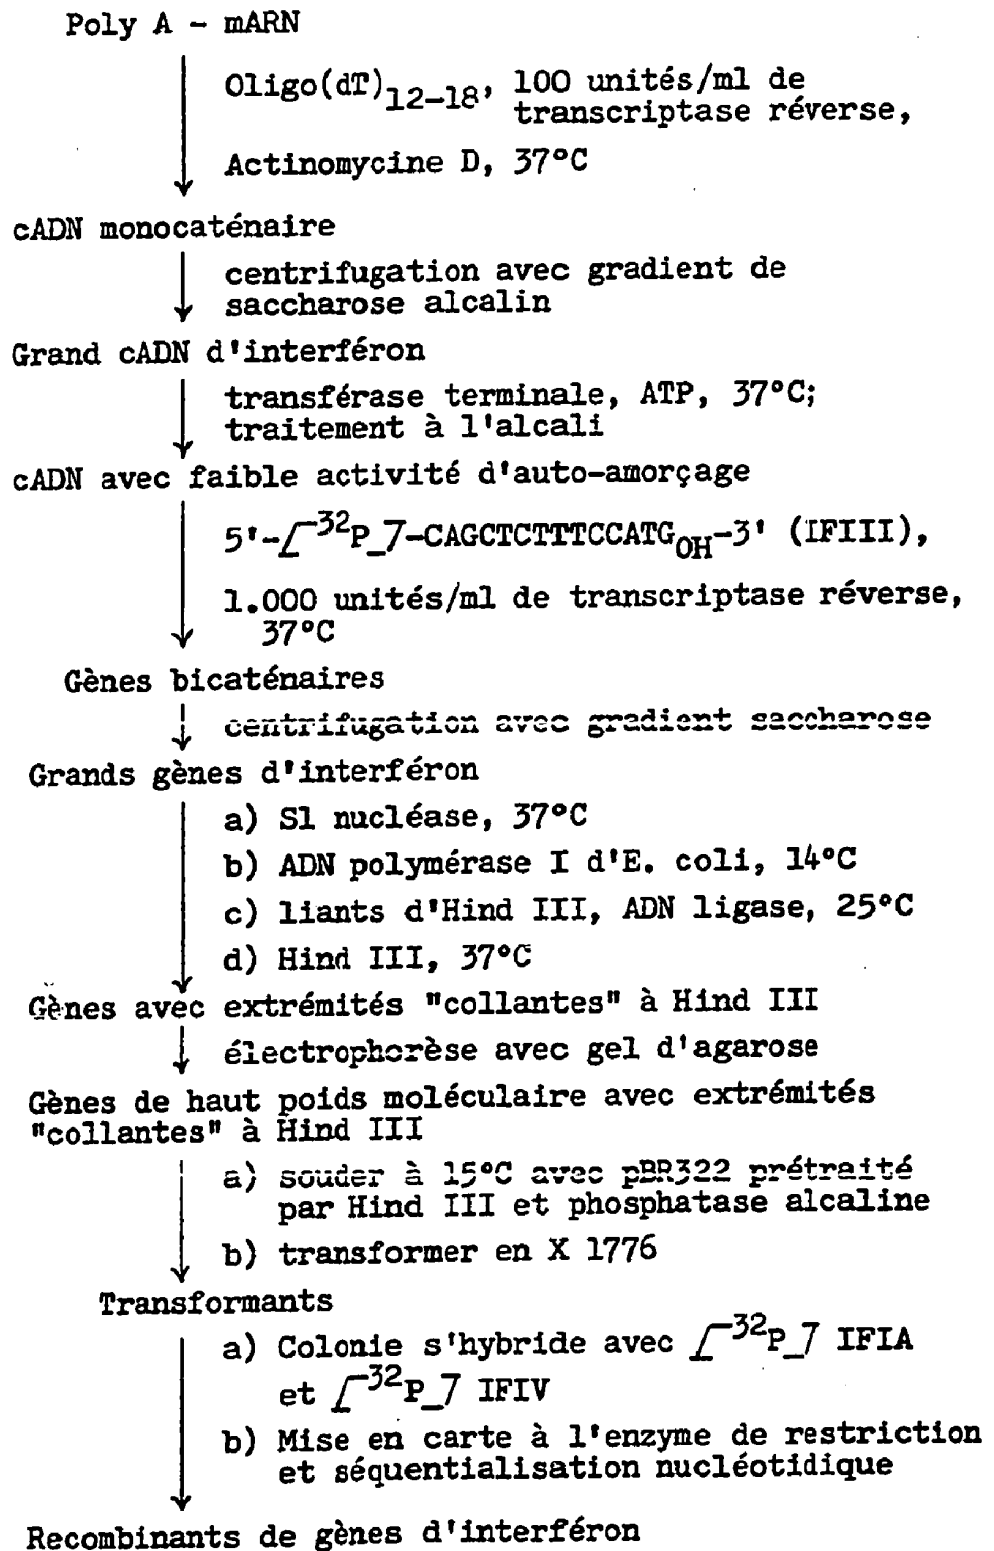 Poly A - mARN
Oligo(dT)12-18, 100 unités/ml de
transcriptase réverse,
Actinomycine D, 37°C
cADN monocaténaire
centrifugation avec gradient de
saccharose alcalin
Grand cADN d'interféron
transférase terminale, ATP, 37°C;
traitement à l'alcali
cADN avec faible activité d'auto-amorçage
5'-[32P]-CAGCTCTTTCCATGOH-3' (IFIII),
1.000 unités/ml de transcriptase réverse,
37°C
Gènes bicaténaires
centrifugation avec gradient saccharose
Grands gènes d'interféron
a) S1 nucléase, 37°C
b) ADN polymérase I d'E. coli, 14°C
c) liants d'Hind III, ADN ligase, 25°C
d) Hind III, 37°C
Gènes avec extrémités "collantes" à Hind III
électrophorèse avec gel d'agarose
Gènes de haut poids moléculaire avec extrémités
"collantes" à Hind III
a) souder à 15°C avec pBR322 prétraité
par Hind III et phosphatase alcaline
b) transformer en X 1776
Transformants
a) Colonie s'hybride avec [32P] IFIA
et [32P] IFIV
b) Mise en carte à l'enzyme de restriction
et séquentialisation nucléotidique
Recombinants de gènes d'interféron